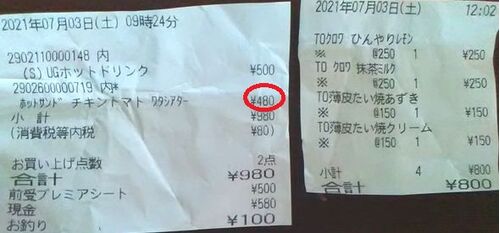 2021年07月03日(土) 09時24分
2902110000148 内
(S)UGホットドリンク ¥500
2902600000719 内*
ホットサンド チキントマト ワタシアター ¥480
小 計 ¥980
(消費税等内税 ¥80)
お買い上げ点数 2点
合計 ¥980
前受プレミアシート ¥500
現金 ¥580
お釣り ¥100
2021年07月03日(土) 12:02
TOクロワ ひんやりレモン
※ @250 1 ¥250
TO クロワ 抹茶ミルク
※ @250 1 ¥250
TO薄皮たい焼あずき
※ @150 1 ¥150
TO薄皮たい焼クリーム
※ @150 1 ¥150
小計 4 ¥800
合計 ¥800